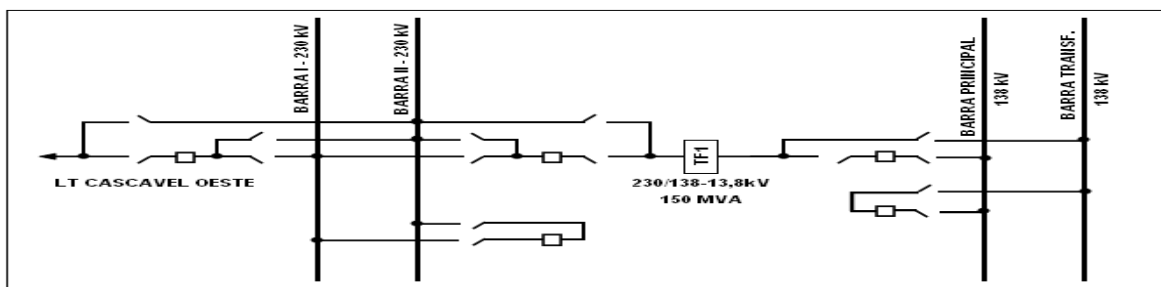 BARRA I - 230 kV
BARRA II - 230 kV
BARRA PRINCIPAL
138 kV
BARRA TRANSF.
138 kV
TF1
LT CASCAVEL OESTE
230/138-13,8kV
150 MVA